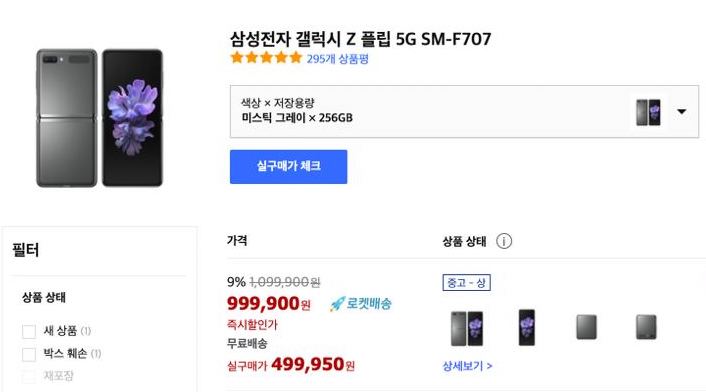 삼성전자 갤럭시 Z 플립 5G SM-F707
295개 상품평
색상 × 저장용량
미스틱 그레이 × 256GB
실구매가 체크
필터
상품 상태
새 상품 (1)
박스 훼손 (1)
재포장
가격
상품 상태 i
9% 1,099,900원
999,900원 로켓배송
즉시할인가
무료배송
실구매가 499,950원
중고 - 상
상세보기 >